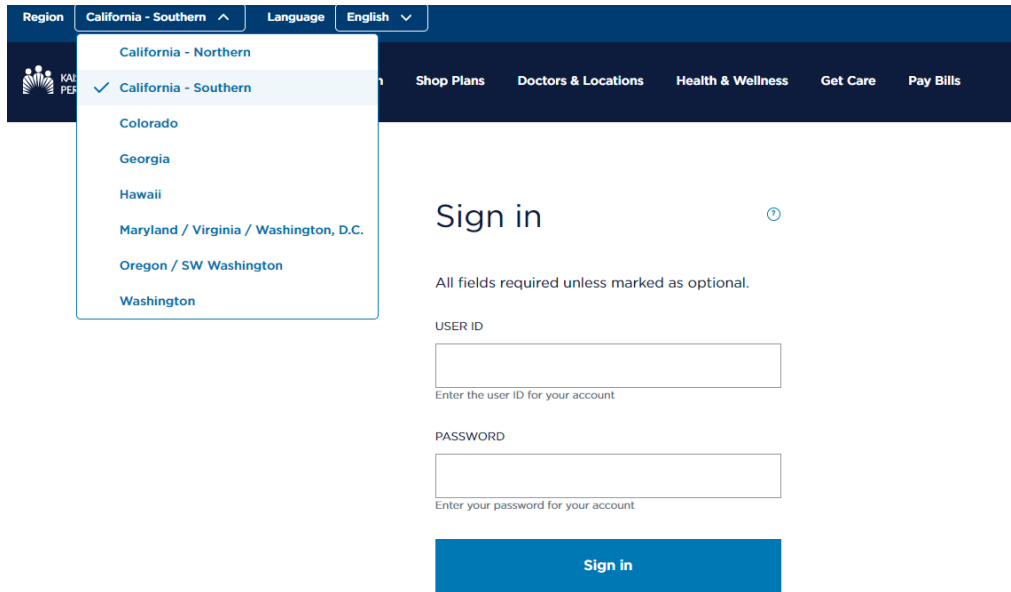 Region California - Southern Language English
California - Northern
California - Southern
Colorado
Georgia
Hawaii
Maryland / Virginia / Washington, D.C.
Oregon / SW Washington
Washington
Shop Plans Doctors & Locations Health & Wellness Get Care Pay Bills
Sign in
All fields required unless marked as optional.
USER ID
Enter the user ID for your account
PASSWORD
Enter your password for your account
Sign in